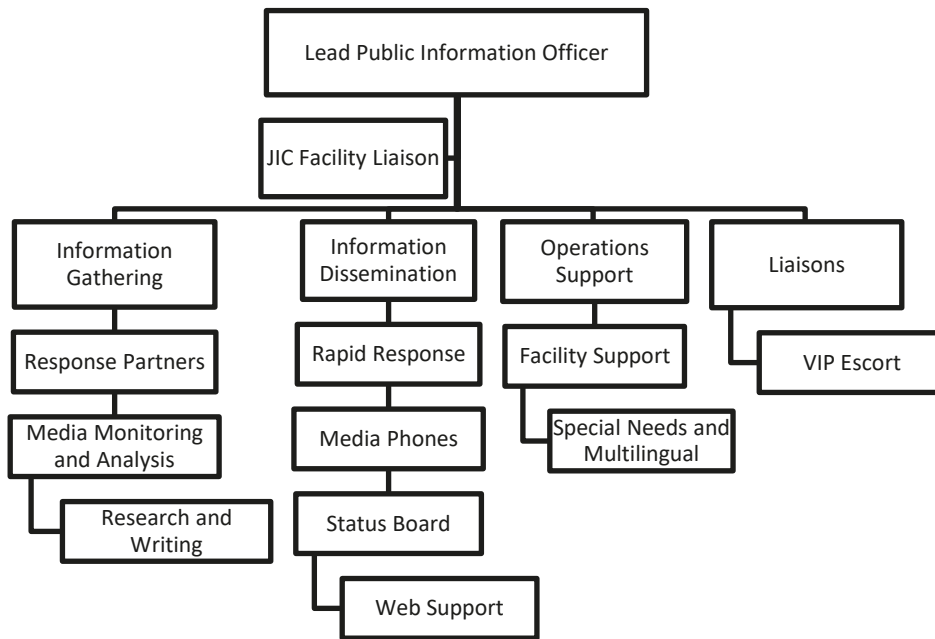 Lead Public Information Officer
JIC Facility Liaison
Information
Gathering
Information
Dissemination
Operations
Support
Liaisons
Response Partners
Rapid Response
Facility Support
VIP Escort
Media Monitoring
and Analysis
Media Phones
Special Needs and
Multilingual
Research and
Writing
Status Board
Web Support